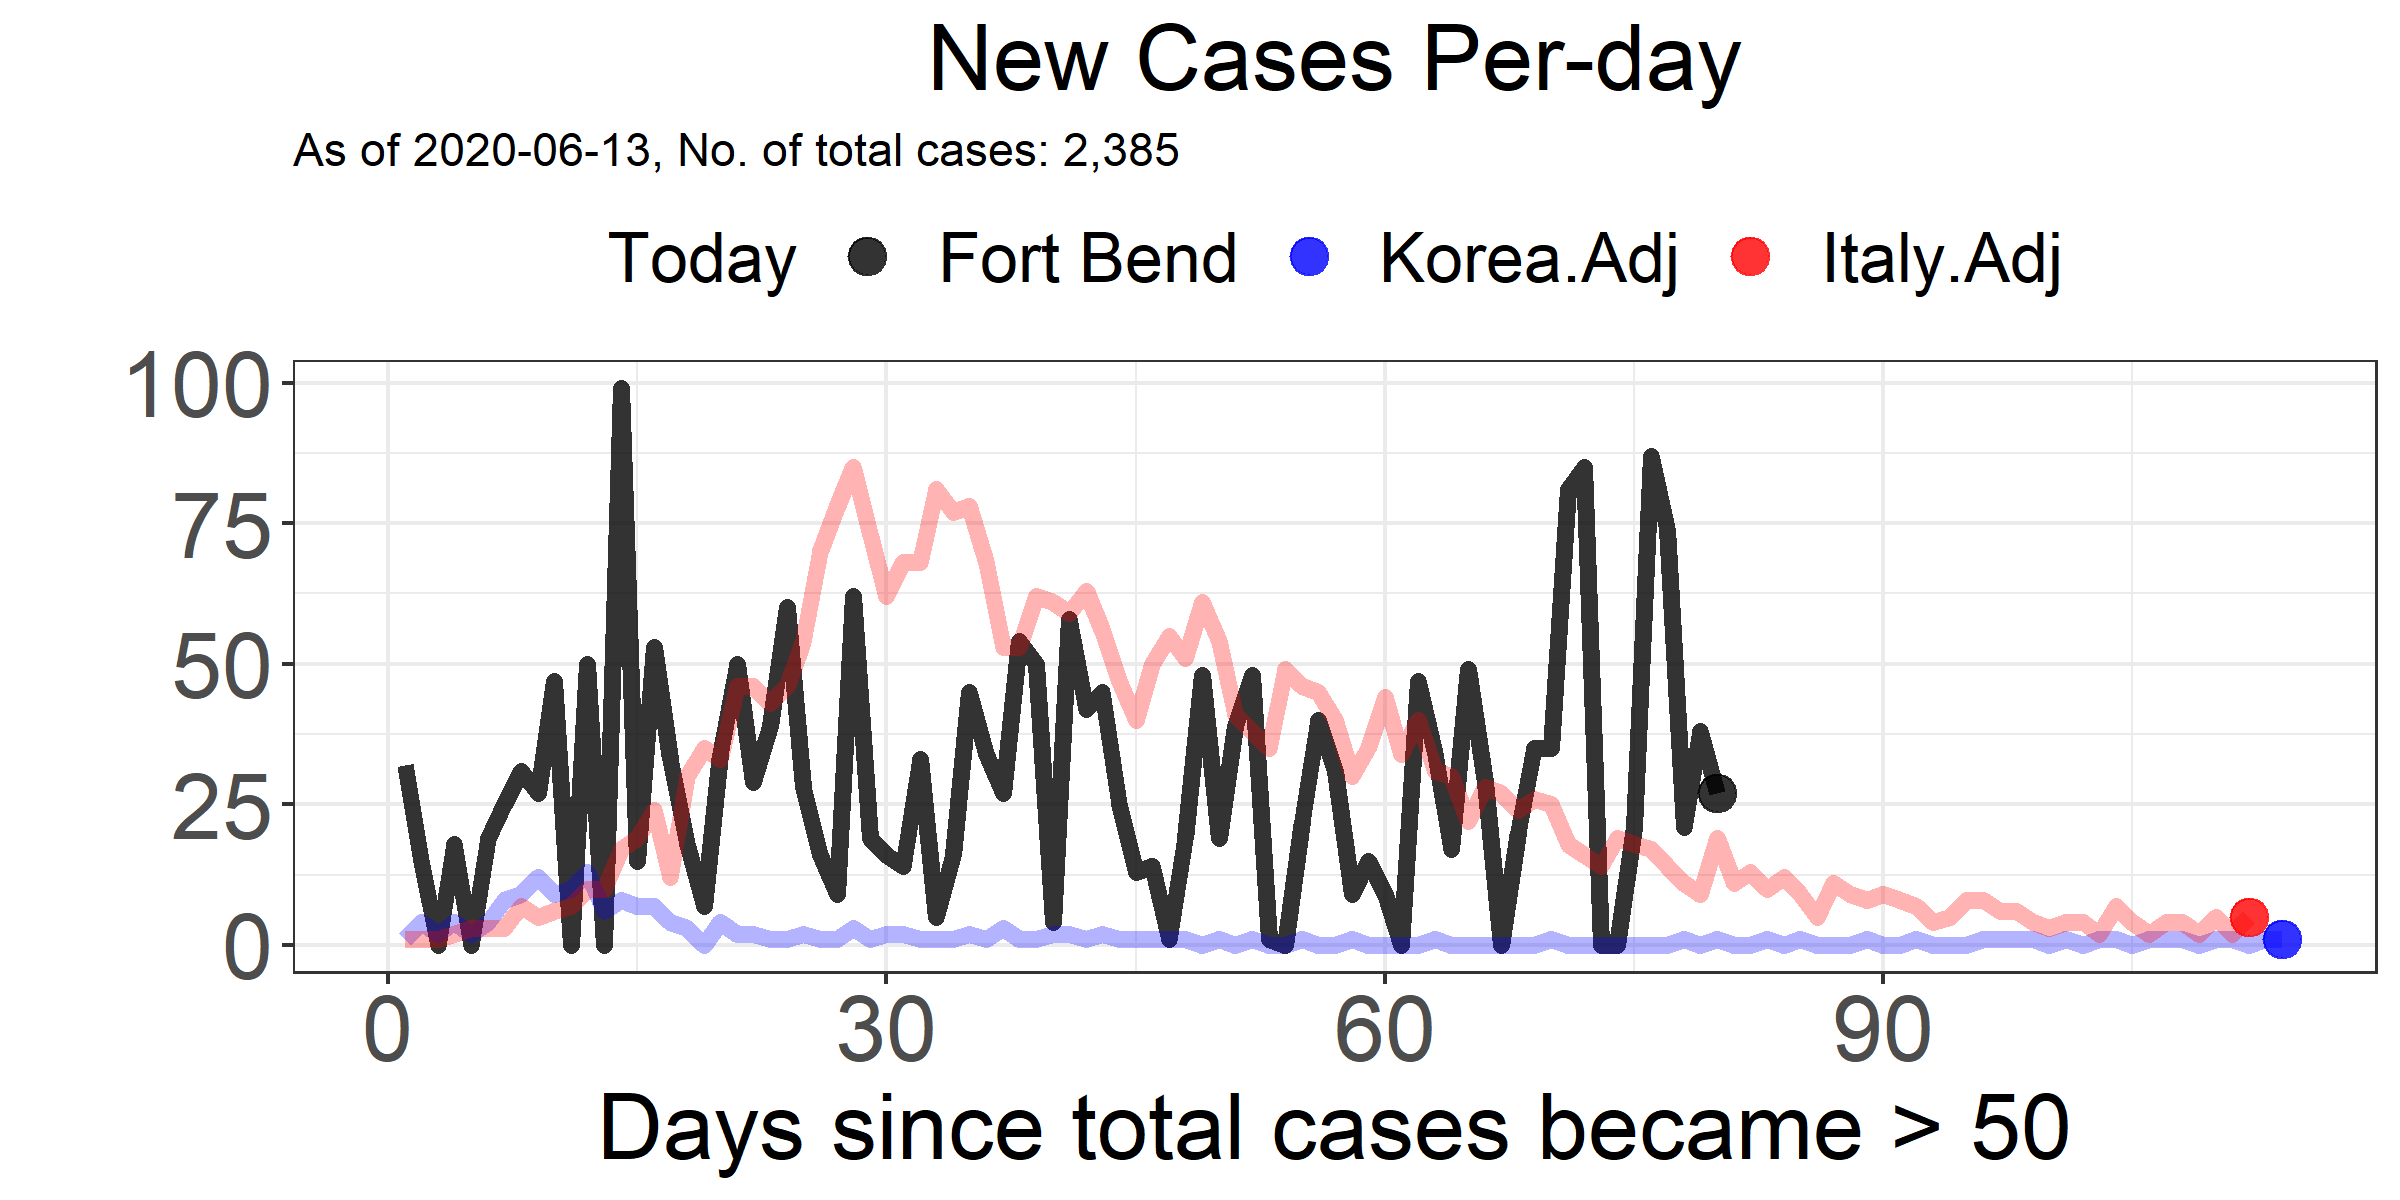 New Cases Per-day
As of 2020-06-13, No. of total cases: 2,385
Today Fort Bend Korea.Adj Italy.Adj
100
75
50
25
0
0 30 60 90
Days since total cases became > 50